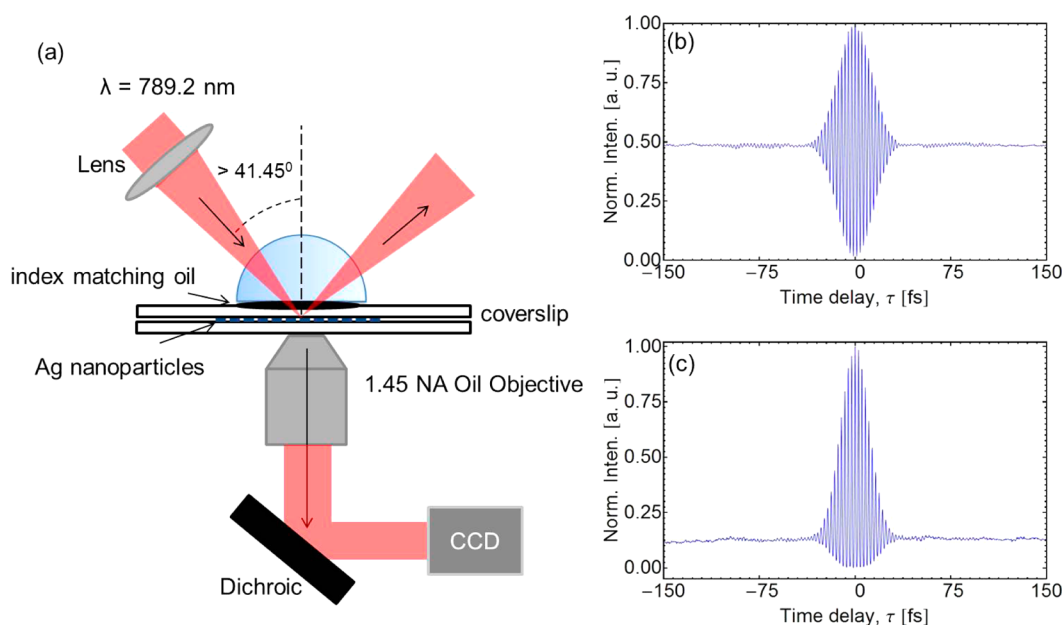 (a)
λ = 789.2 nm
Lens
> 41.45⁰
index matching oil
coverslip
Ag nanoparticles
1.45 NA Oil Objective
CCD
Dichroic
(b)
Norm. Inten. [a. u.]
1.00
0.75
0.50
0.25
0.00
−150 −75 0 75 150
Time delay, τ [fs]
(c)
Norm. Inten. [a. u.]
1.00
0.75
0.50
0.25
0.00
−150 −75 0 75 150
Time delay, τ [fs]